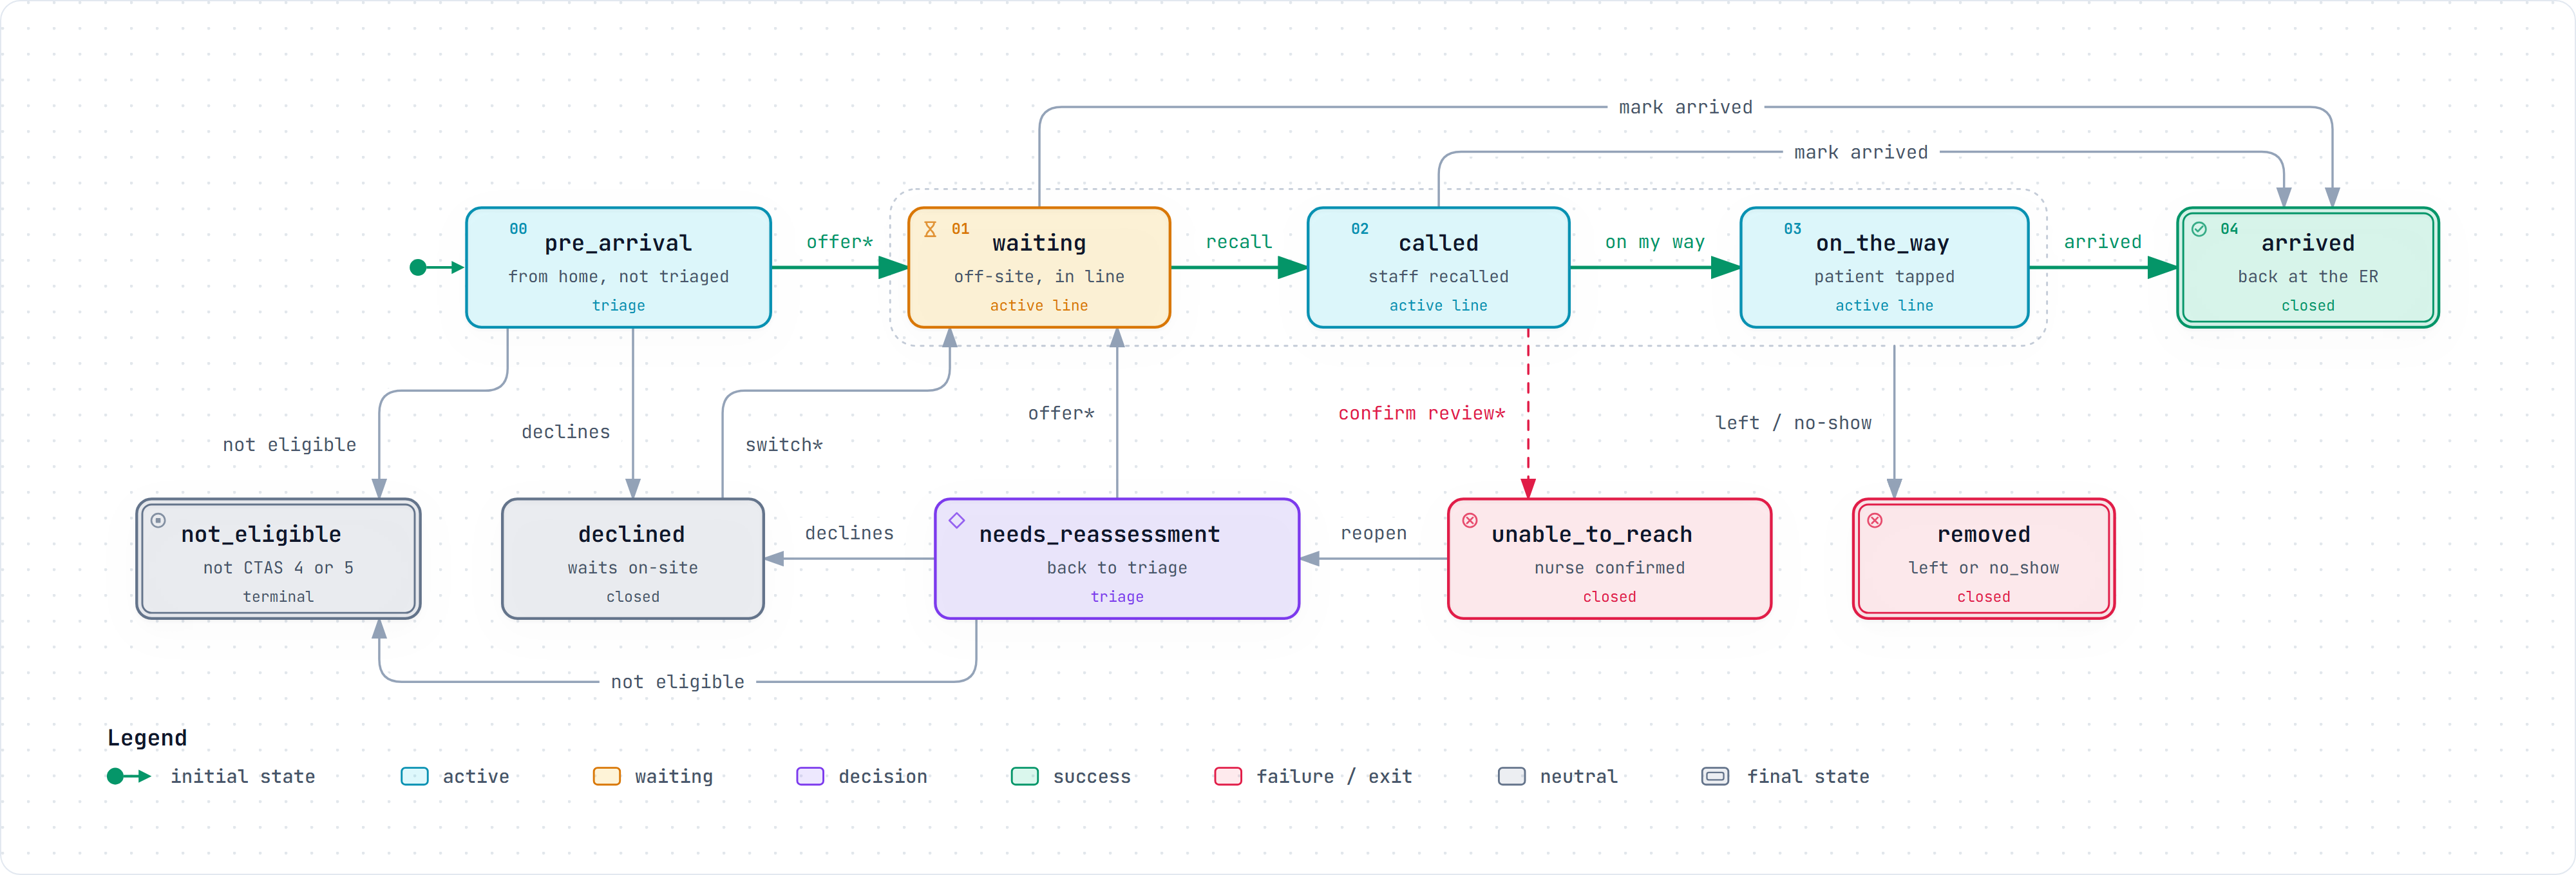 mark arrived
mark arrived
00
pre_arrival
from home, not triaged
triage
offer*
01
waiting
off-site, in line
active line
recall
02
called
staff recalled
active line
on my way
03
on_the_way
patient tapped
active line
arrived
04
arrived
back at the ER
closed
not eligible
declines
switch*
offer*
confirm review*
left / no-show
not_eligible
not CTAS 4 or 5
terminal
declined
waits on-site
closed
declines
needs_reassessment
back to triage
triage
reopen
unable_to_reach
nurse confirmed
closed
removed
left or no_show
closed
not eligible
Legend
initial state
active
waiting
decision
success
failure / exit
neutral
final state